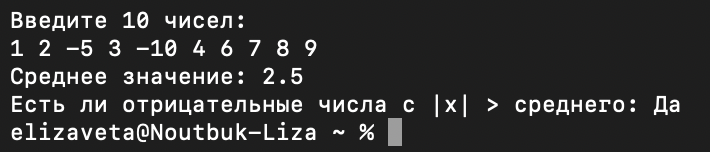 Введите 10 чисел:
1 2 -5 3 -10 4 6 7 8 9
Среднее значение: 2.5
Есть ли отрицательные числа с |x| > среднего: Да
elizaveta@Noutbuk-Liza ~ %